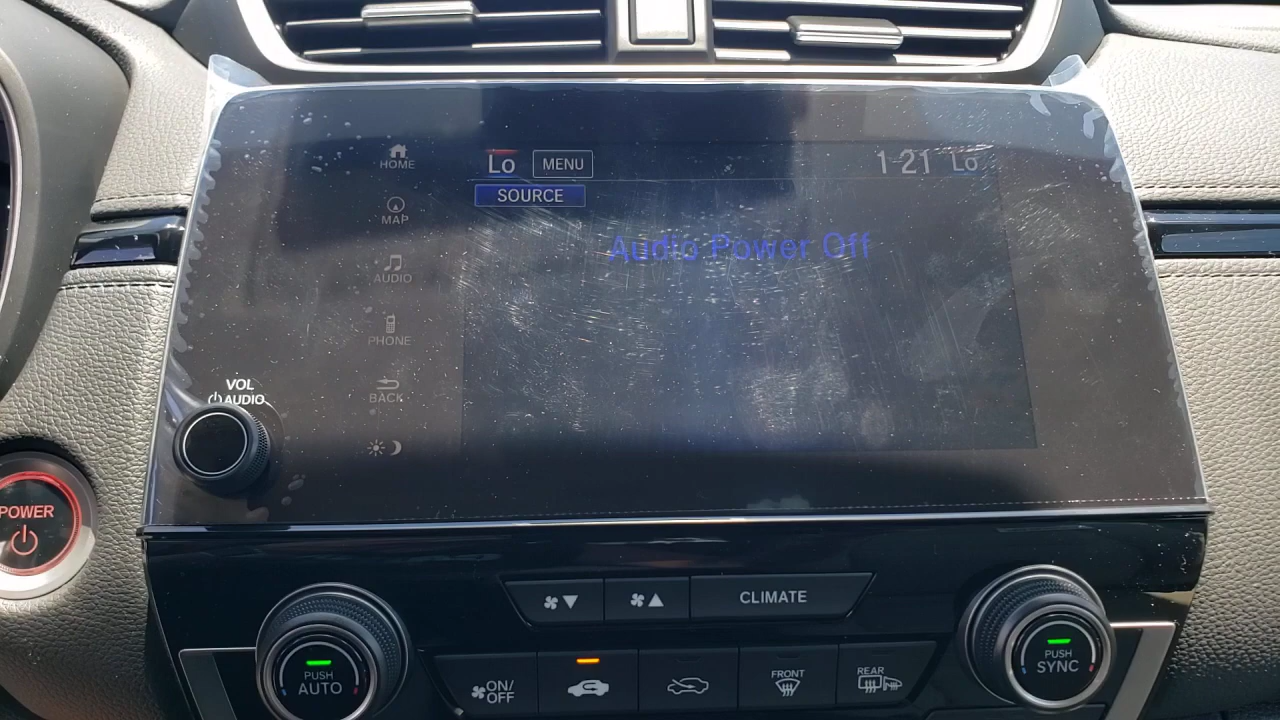 HOME
Lo MENU 1 21 Lo
SOURCE
MAP
Audio Power Off
AUDIO
PHONE
BACK
VOL
AUDIO
POWER
CLIMATE
PUSH
AUTO
ON/
OFF
FRONT
REAR
PUSH
SYNC